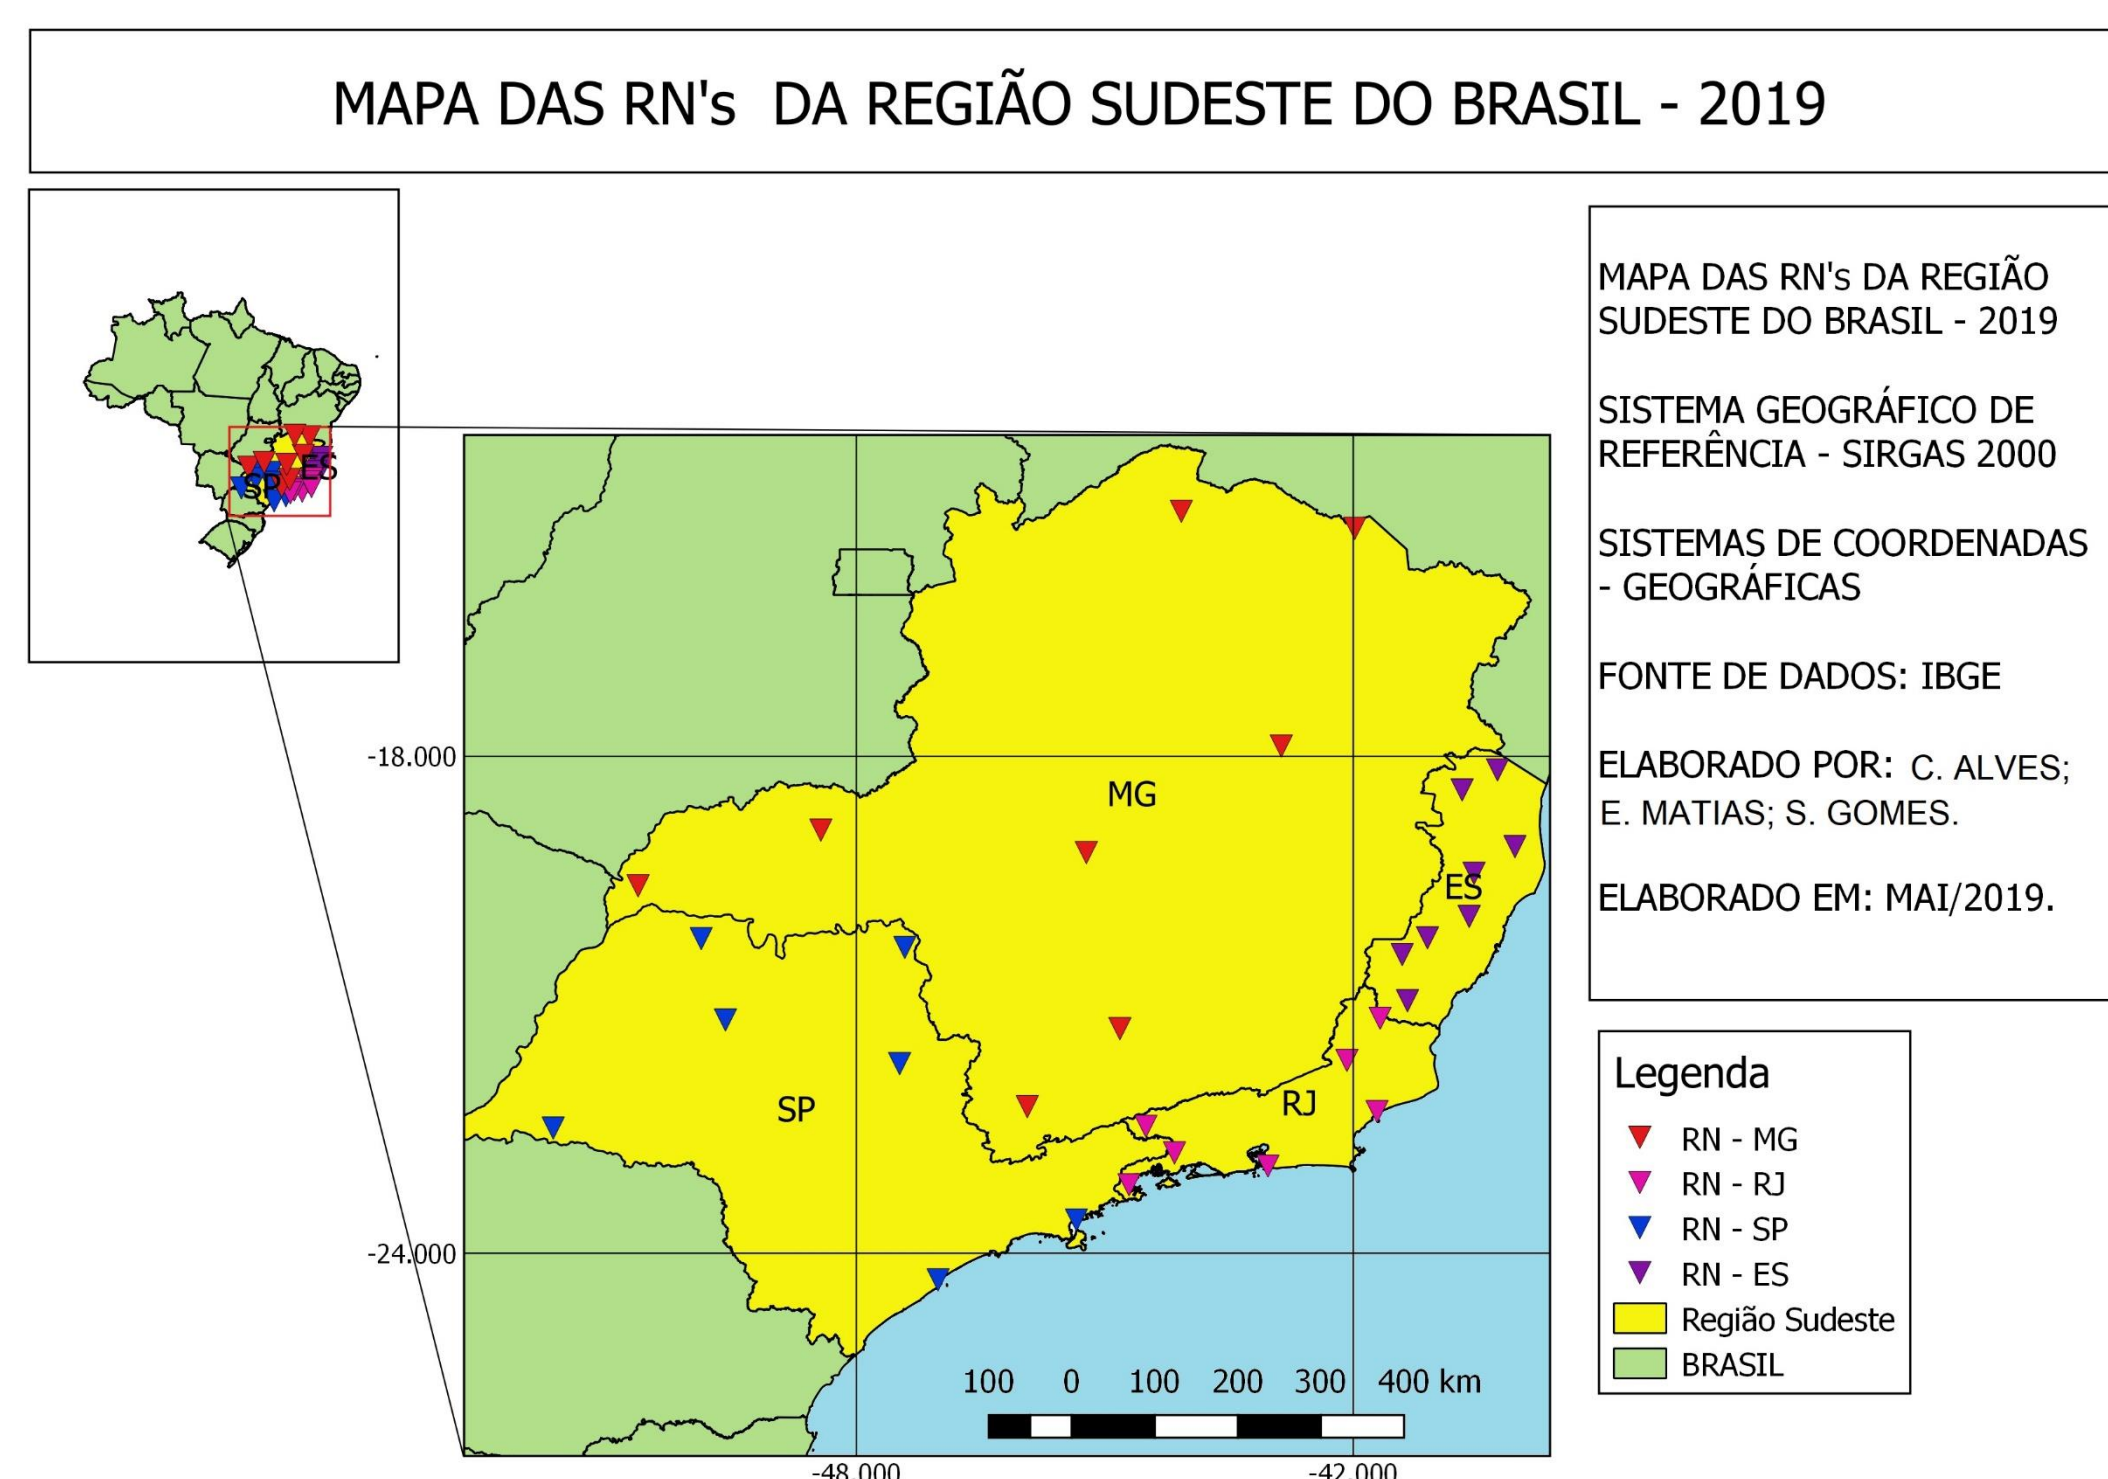 MAPA DAS RN's DA REGIÃO SUDESTE DO BRASIL - 2019
ES
SP
MAPA DAS RN's DA REGIÃO
SUDESTE DO BRASIL - 2019
SISTEMA GEOGRÁFICO DE
REFERÊNCIA - SIRGAS 2000
SISTEMAS DE COORDENADAS
- GEOGRÁFICAS
FONTE DE DADOS: IBGE
ELABORADO POR: C. ALVES;
E. MATIAS; S. GOMES.
ELABORADO EM: MAI/2019.
-18.000
MG
ES
RJ
SP
-24.000
100 0 100 200 300 400 km
-48.000
-42.000
Legenda
RN - MG
RN - RJ
RN - SP
RN - ES
Região Sudeste
BRASIL